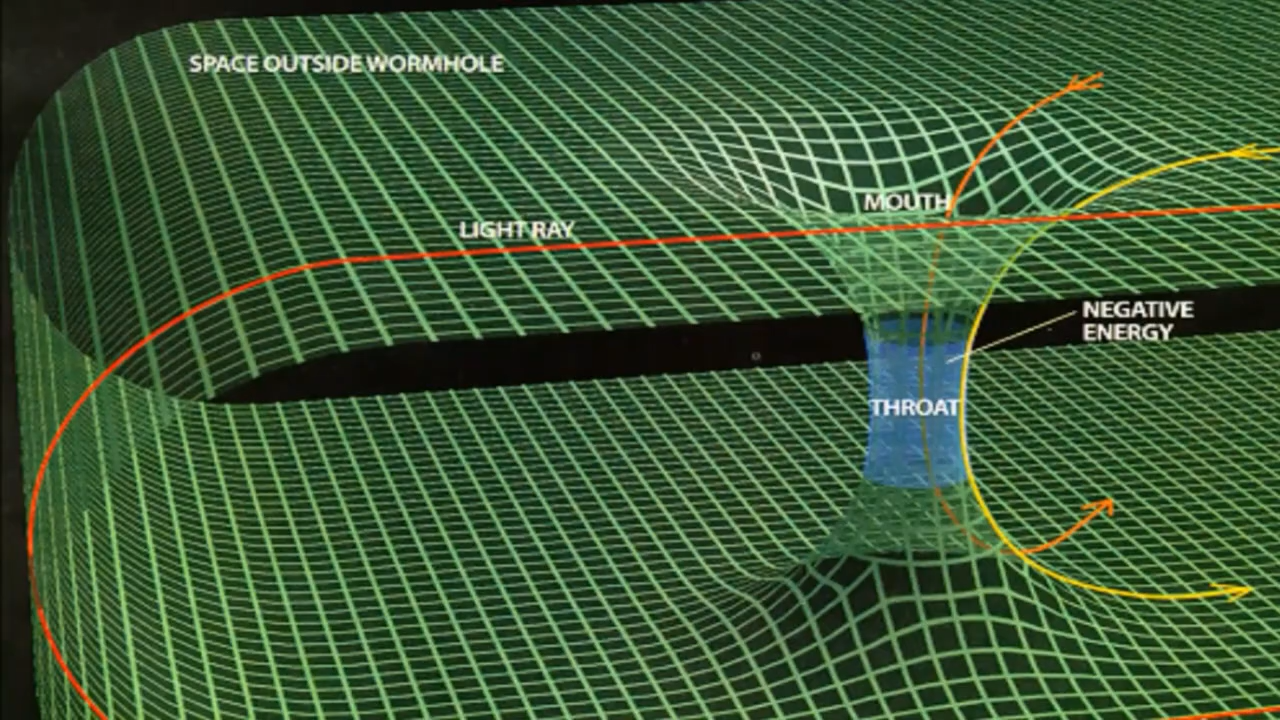 SPACE OUTSIDE WORMHOLE
MOUTH
LIGHT RAY
NEGATIVE
ENERGY
THROAT